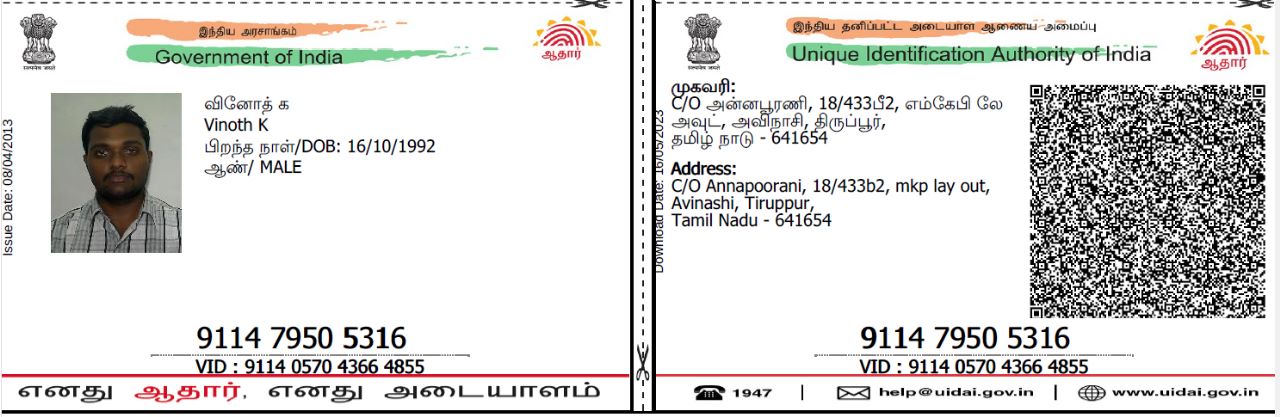 இந்திய அரசாங்கம்
Government of India
ஆதார்
सत्यमेव जयते
Issue Date: 08/04/2013
வினோத் க
Vinoth K
பிறந்த நாள்/DOB: 16/10/1992
ஆண்/ MALE
9114 7950 5316
VID : 9114 0570 4366 4855
எனது ஆதார், எனது அடையாளம்
இந்திய தனிப்பட்ட அடையாள ஆணைய அமைப்பு
Unique Identification Authority of India
ஆதார்
सत्यमेव जयते
Download Date: 16/05/2023
முகவரி:
C/O அன்னபூரணி, 18/433பீ2, எம்கேபி லே
அவுட், அவிநாசி, திருப்பூர்,
தமிழ் நாடு - 641654
Address:
C/O Annapoorani, 18/433b2, mkp lay out,
Avinashi, Tiruppur,
Tamil Nadu - 641654
9114 7950 5316
VID : 9114 0570 4366 4855
1947 | help@uidai.gov.in | www.uidai.gov.in